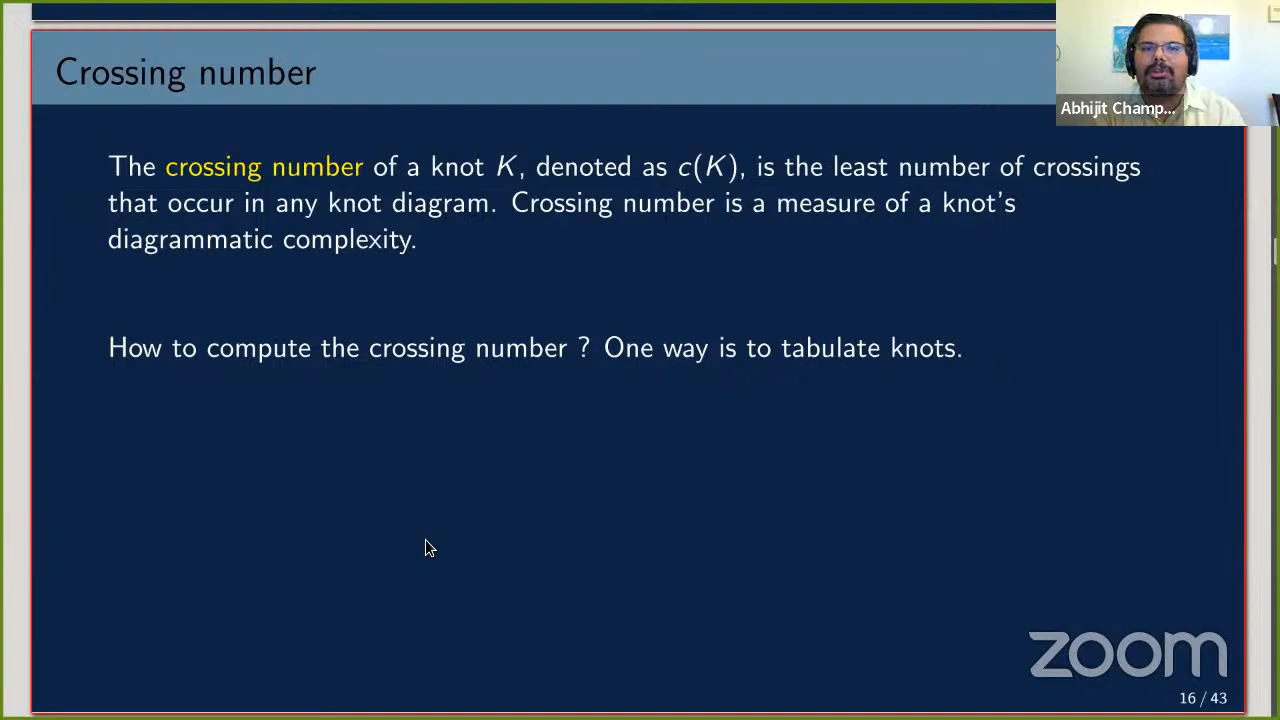 Crossing number
Abhijit Champ...
The crossing number of a knot K, denoted as c(K), is the least number of crossings
that occur in any knot diagram. Crossing number is a measure of a knot's
diagrammatic complexity.
How to compute the crossing number ? One way is to tabulate knots.
zoom
16 / 43